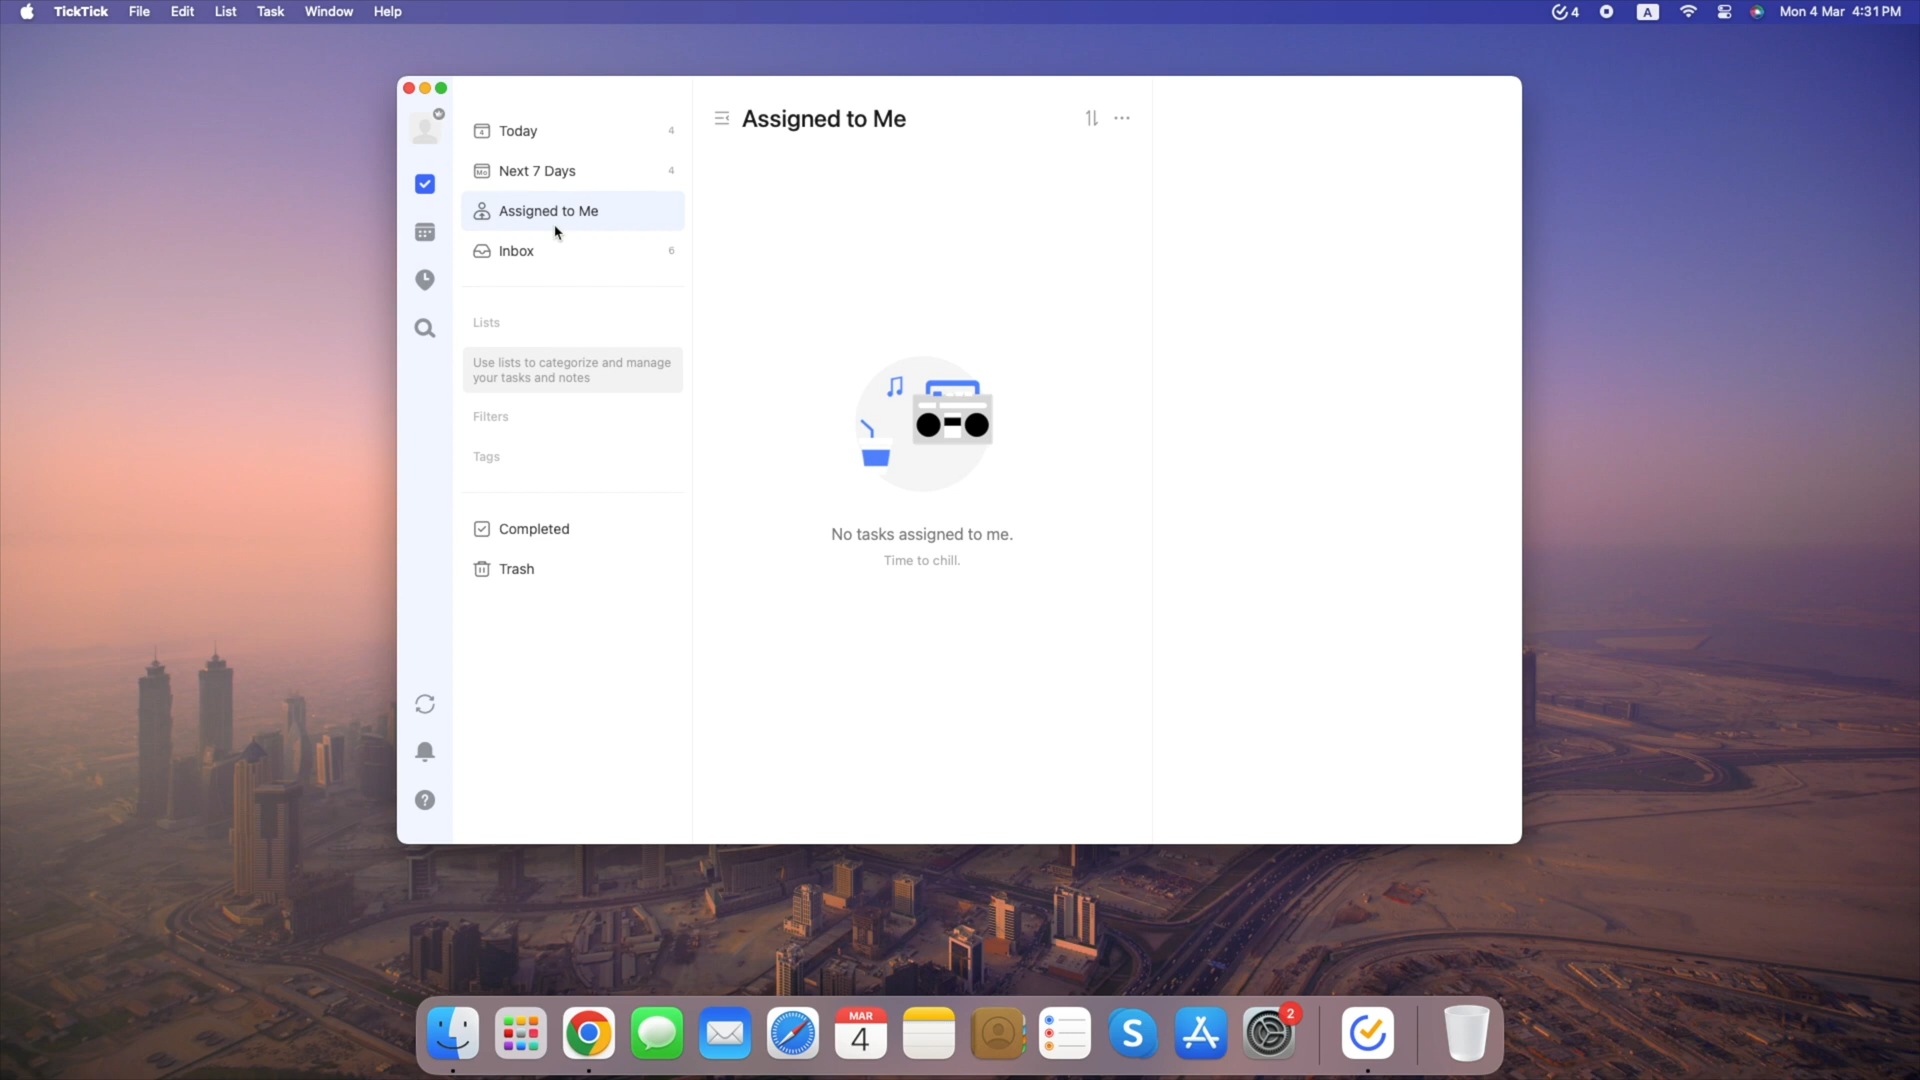 TickTick File Edit List Task Window Help
4 A Mon 4 Mar 4:31 PM
Today 4
Next 7 Days 4
Assigned to Me
Inbox 6
Lists
Use lists to categorize and manage
your tasks and notes
Filters
Tags
Completed
Trash
Assigned to Me
No tasks assigned to me.
Time to chill.
MAR
4
S
2